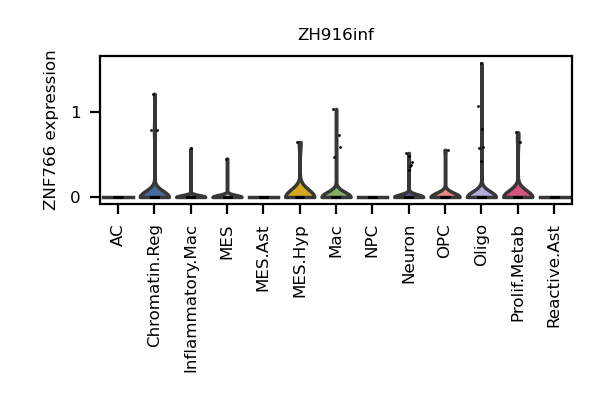 ZH916inf
ZNF766 expression
1
0
AC
Chromatin.Reg
Inflammatory.Mac
MES
MES.Ast
MES.Hyp
Mac
NPC
Neuron
OPC
Oligo
Prolif.Metab
Reactive.Ast